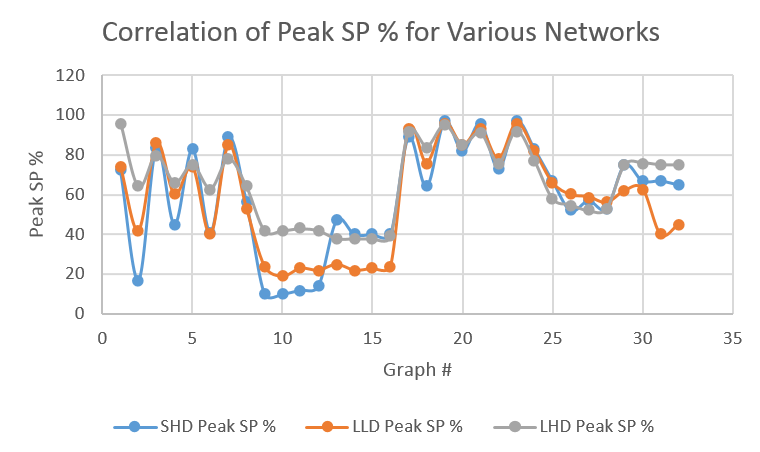 Correlation of Peak SP % for Various Networks
120
100
80
60
40
20
0
Peak SP %
0 5 10 15 20 25 30 35
Graph #
SHD Peak SP % LLD Peak SP % LHD Peak SP %